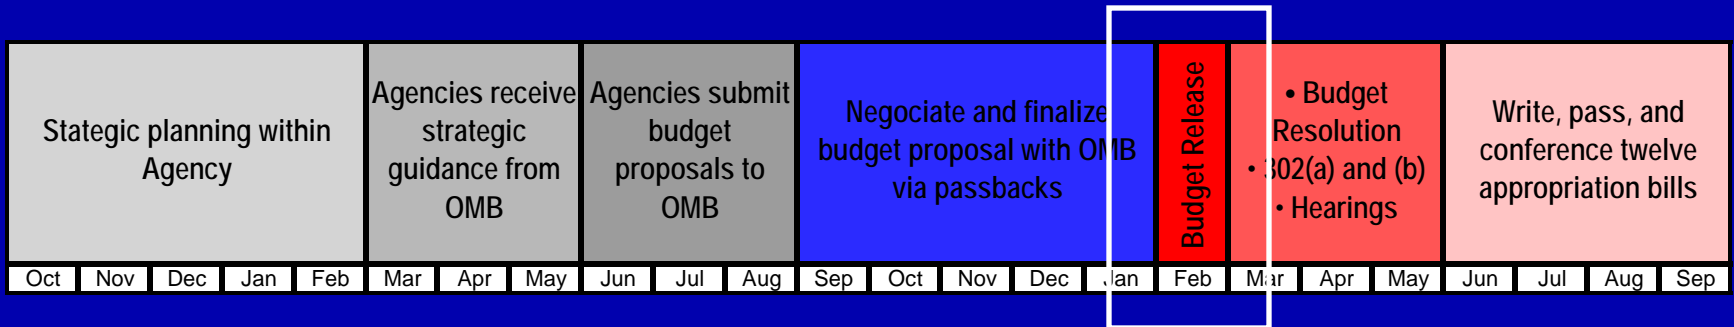 Stategic planning within
Agency
Agencies receive
strategic
guidance from
OMB
Agencies submit
budget
proposals to
OMB
Negociate and finalize
budget proposal with OMB
via passbacks
Budget Release
• Budget
Resolution
• 302(a) and (b)
• Hearings
Write, pass, and
conference twelve
appropriation bills
Oct Nov Dec Jan Feb Mar Apr May Jun Jul Aug Sep Oct Nov Dec Jan Feb Mar Apr May Jun Jul Aug Sep